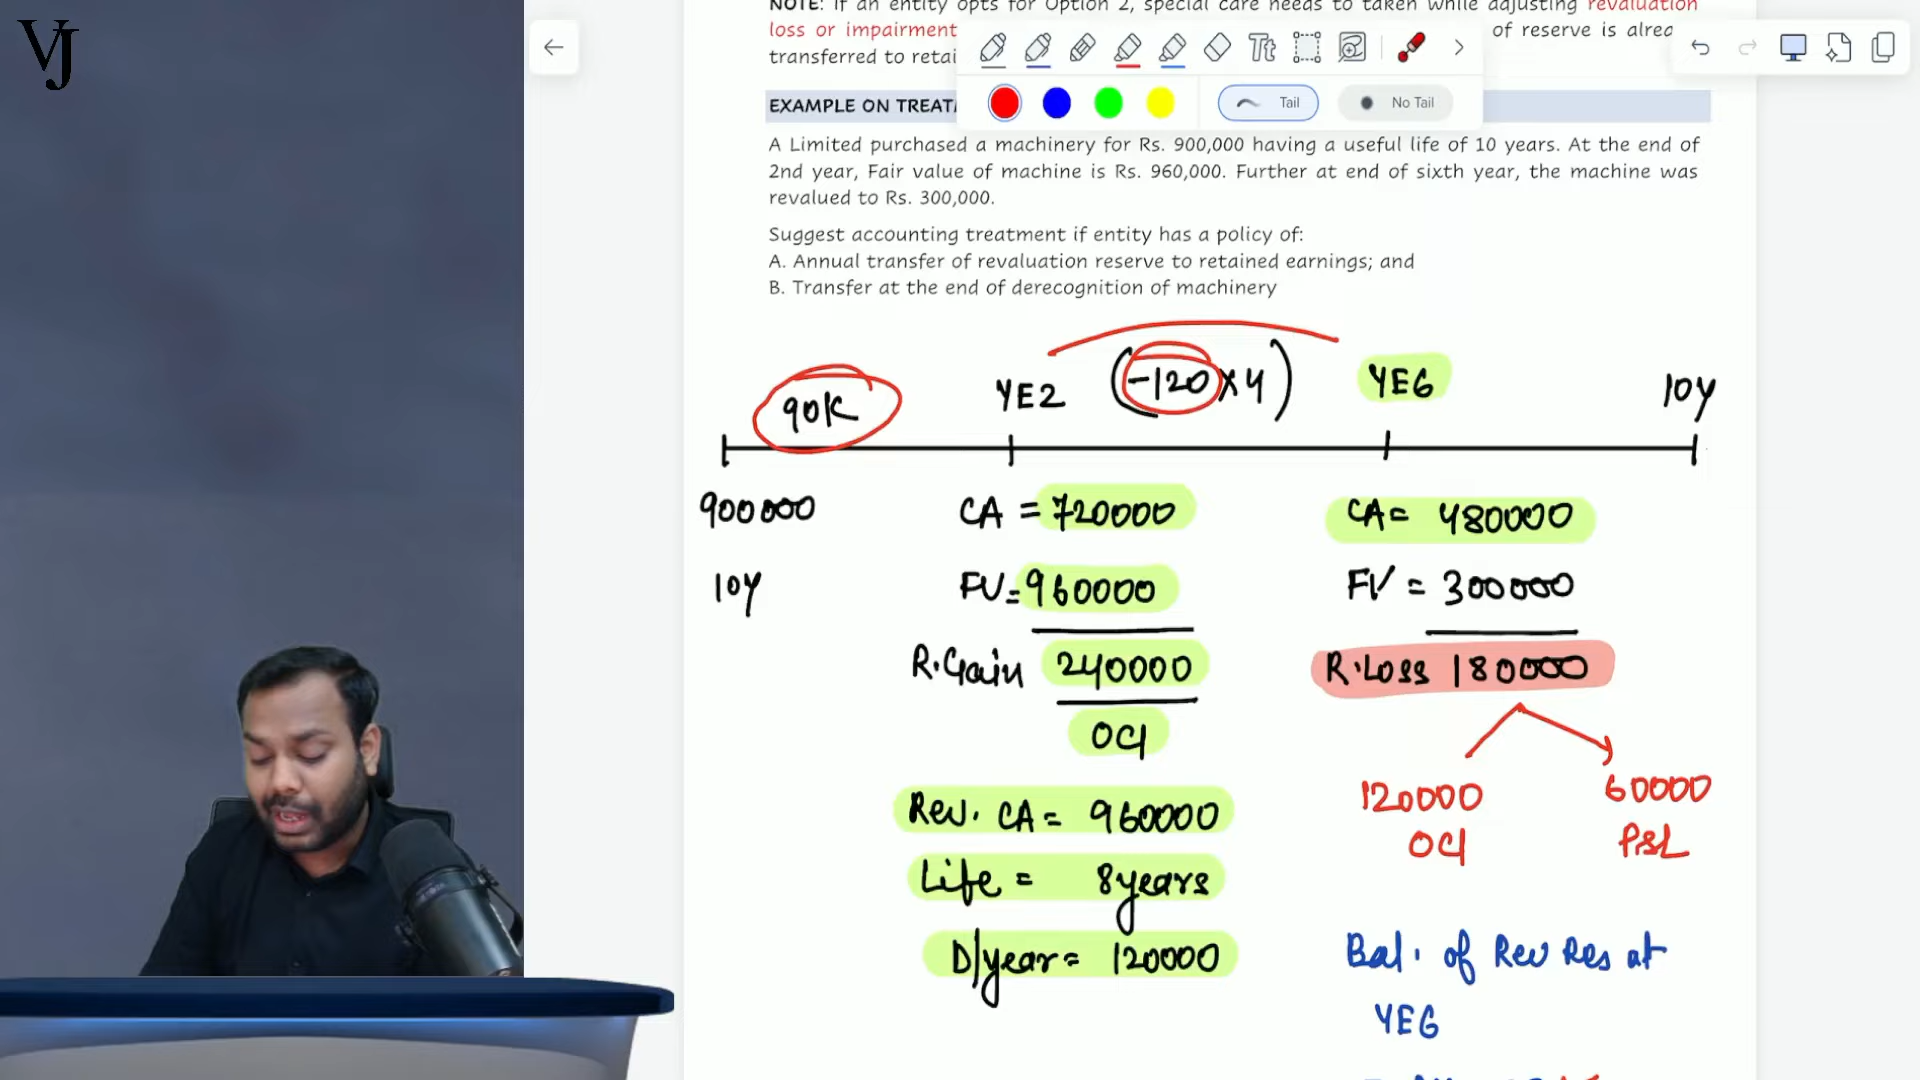 VJ
NOTE: If an entity opts for Option 2, special care needs to taken while adjusting revaluation
loss or impairment of reserve is alrea
transferred to retai
Tt
Tail
No Tail
EXAMPLE ON TREAT
A Limited purchased a machinery for Rs. 900,000 having a useful life of 10 years. At the end of
2nd year, Fair value of machine is Rs. 960,000. Further at end of sixth year, the machine was
revalued to Rs. 300,000.
Suggest accounting treatment if entity has a policy of:
A. Annual transfer of revaluation reserve to retained earnings; and
B. Transfer at the end of derecognition of machinery
90K YE2 (-120 x 4) YE6 10y
900000 CA = 720000 CA = 480000
10y FV = 960000 FV = 300000
R.Gain 240000 R.Loss 180000
OCI
120000 60000
OCI P&L
Rev. CA = 960000
Life = 8 years
D/year = 120000
Bal. of Rev Res at
YE6